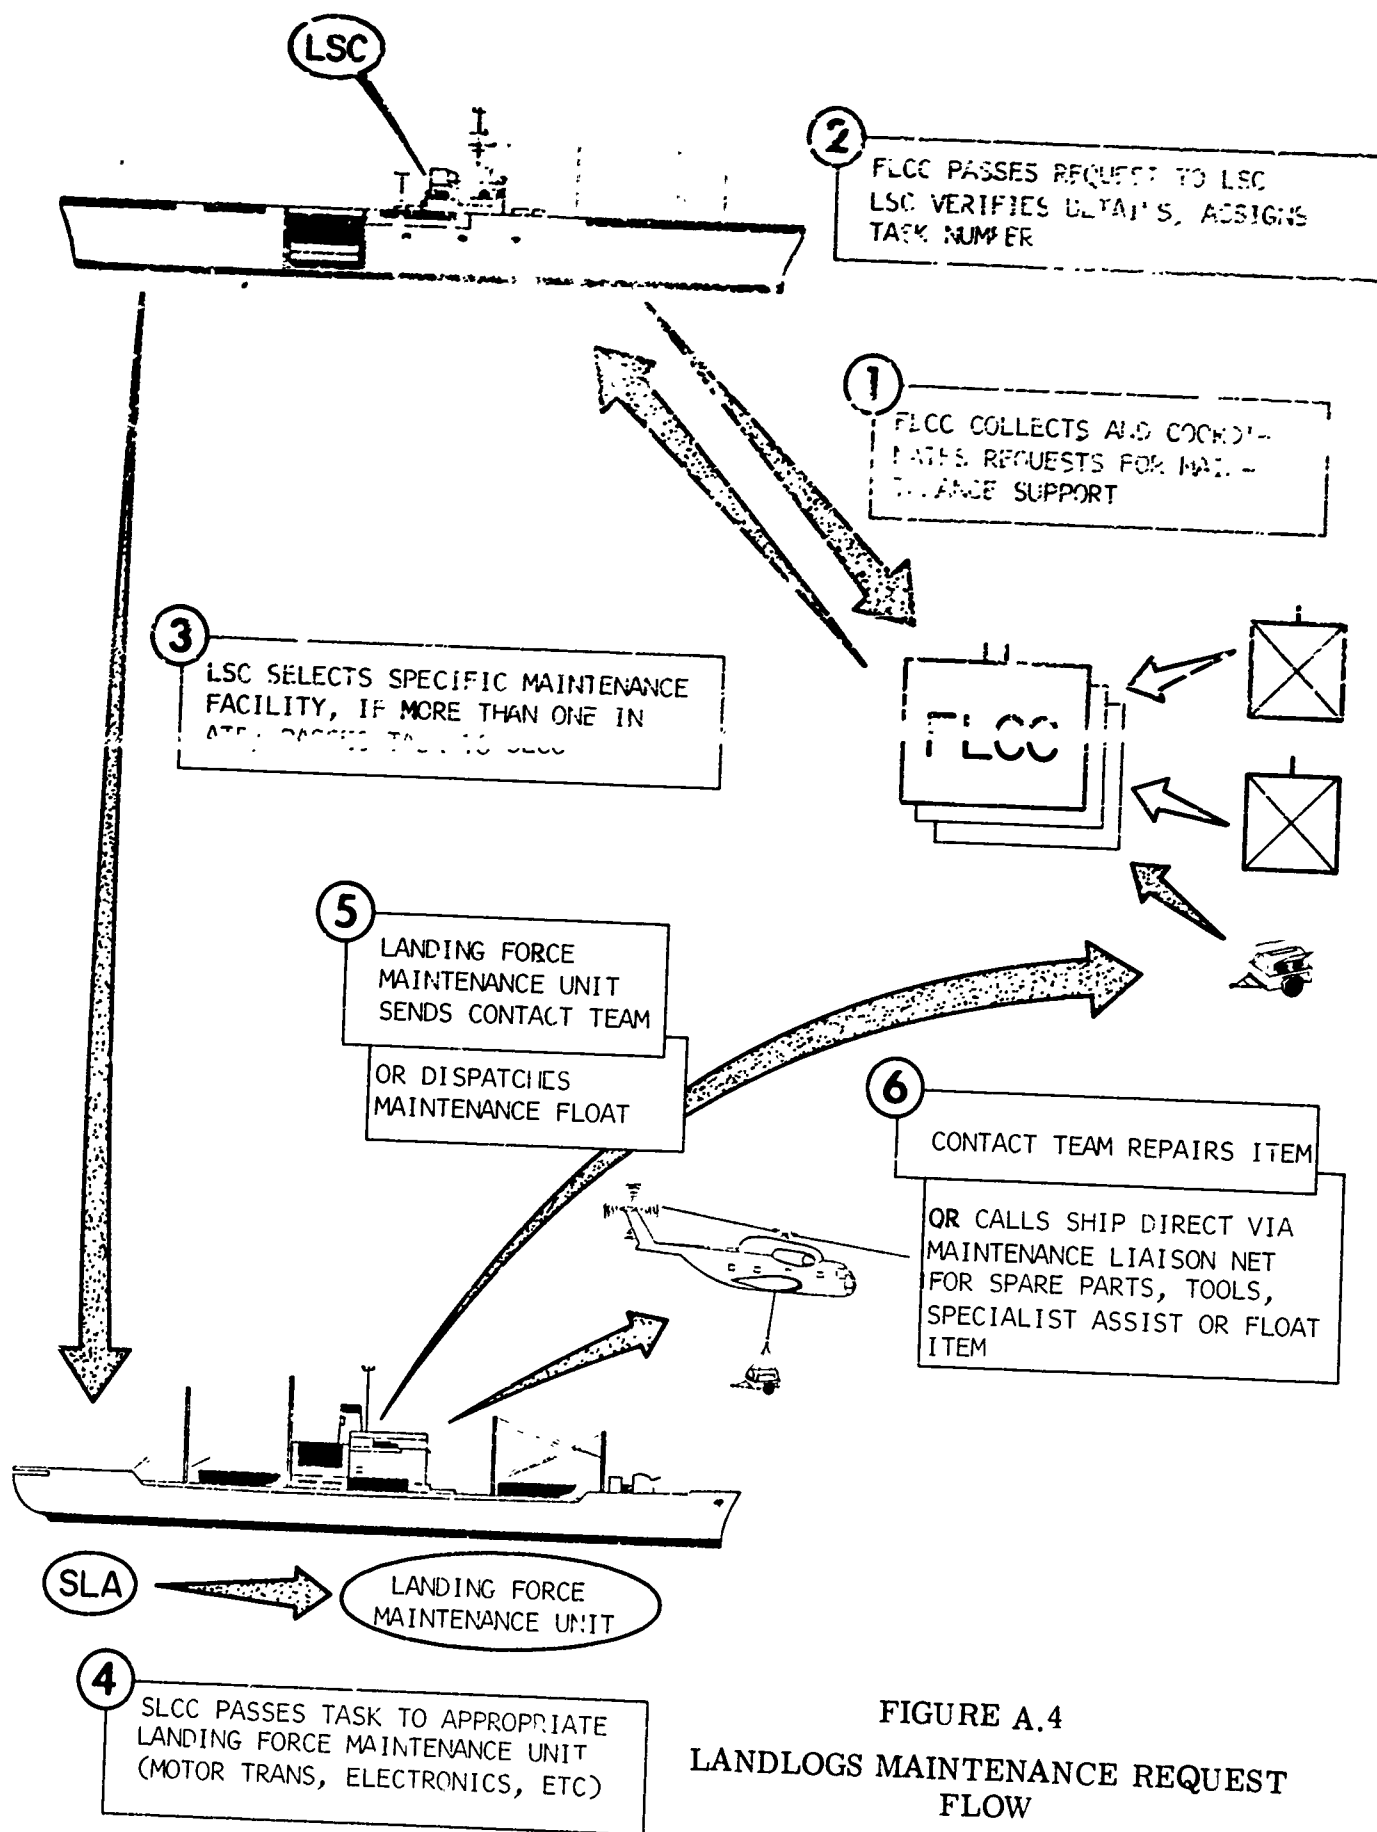 LSC
2
FLCC PASSES REQUEST TO LSC
LSC VERIFIES DETAILS, ASSIGNS
TASK NUMBER
1
FLCC COLLECTS AND COORDI-
NATES REQUESTS FOR MAIN-
TENANCE SUPPORT
3
LSC SELECTS SPECIFIC MAINTENANCE
FACILITY, IF MORE THAN ONE IN
PASSES
FLCC
5
LANDING FORCE
MAINTENANCE UNIT
SENDS CONTACT TEAM
OR DISPATCHES
MAINTENANCE FLOAT
6
CONTACT TEAM REPAIRS ITEM
OR CALLS SHIP DIRECT VIA
MAINTENANCE LIAISON NET
FOR SPARE PARTS, TOOLS,
SPECIALIST ASSIST OR FLOAT
ITEM
SLA
LANDING FORCE
MAINTENANCE UNIT
4
SLCC PASSES TASK TO APPROPRIATE
LANDING FORCE MAINTENANCE UNIT
(MOTOR TRANS, ELECTRONICS, ETC)
FIGURE A.4
LANDLOGS MAINTENANCE REQUEST
FLOW